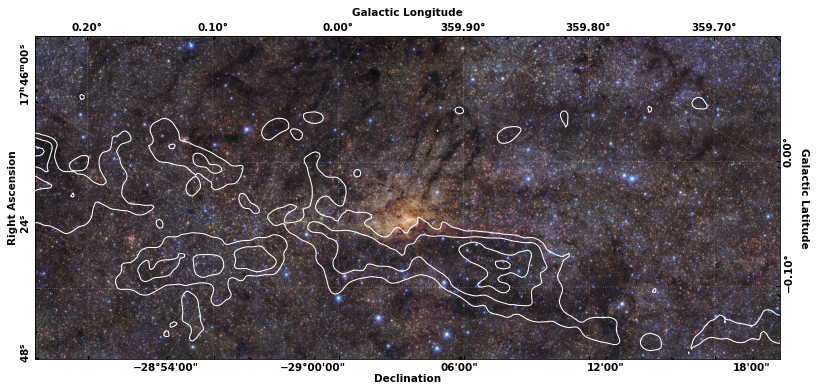 Galactic Longitude
0.20° 0.10° 0.00° 359.90° 359.80° 359.70°
17ʰ46ᵐ00ˢ
24ˢ
48ˢ
Right Ascension
0.00°
−0.10°
Galactic Latitude
−28°54'00" −29°00'00" 06'00" 12'00" 18'00"
Declination